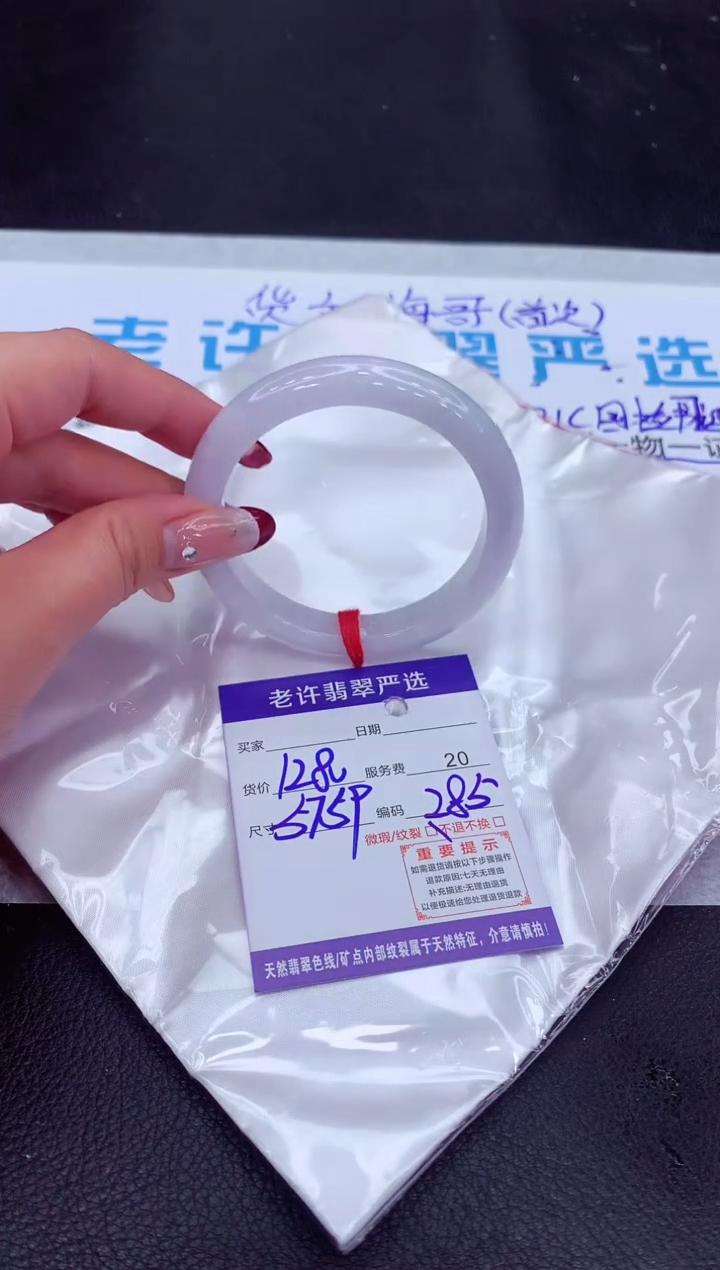 老许 翠严选
物一证
老许翡翠严选
买家 日期
货价 128 服务费 20
尺寸 575P 编码 285
微瑕/纹裂 □不退不换 □
重要提示
如需退货请按以下步骤操作
退款原因:七天无理由
补充描述:无理由退货
以便极速给您处理退货退款
天然翡翠色线/矿点内部纹裂属于天然特征，介意请慎拍！